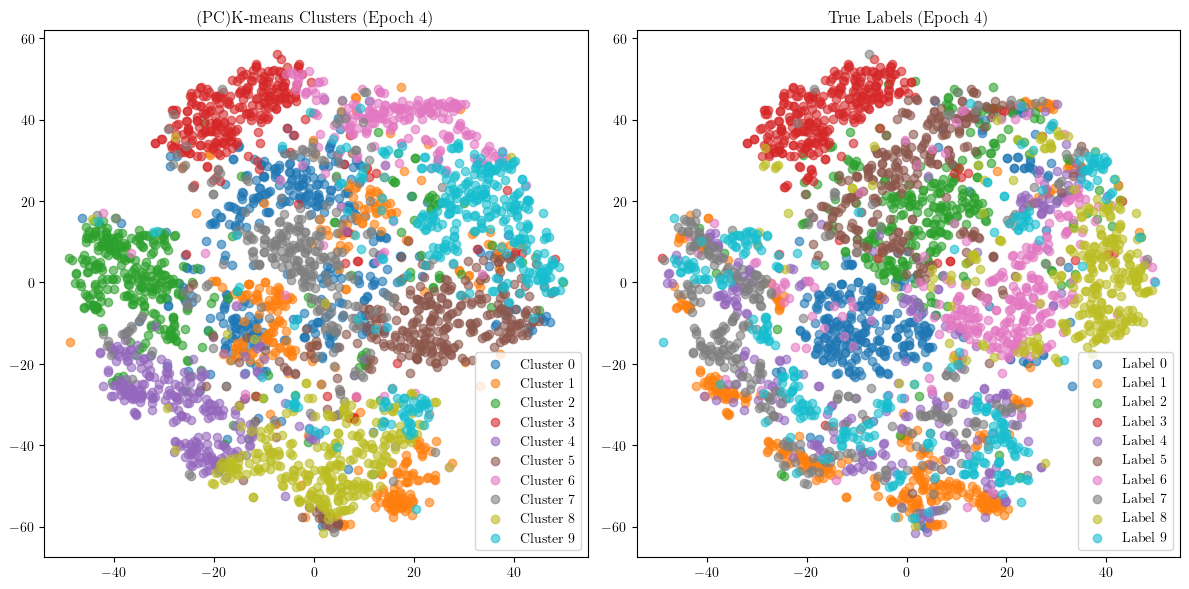 (PC)K-means Clusters (Epoch 4)
60
40
20
0
−20
−40
−60
−40
−20
0
20
40
Cluster 0
Cluster 1
Cluster 2
Cluster 3
Cluster 4
Cluster 5
Cluster 6
Cluster 7
Cluster 8
Cluster 9
True Labels (Epoch 4)
60
40
20
0
−20
−40
−60
−40
−20
0
20
40
Label 0
Label 1
Label 2
Label 3
Label 4
Label 5
Label 6
Label 7
Label 8
Label 9